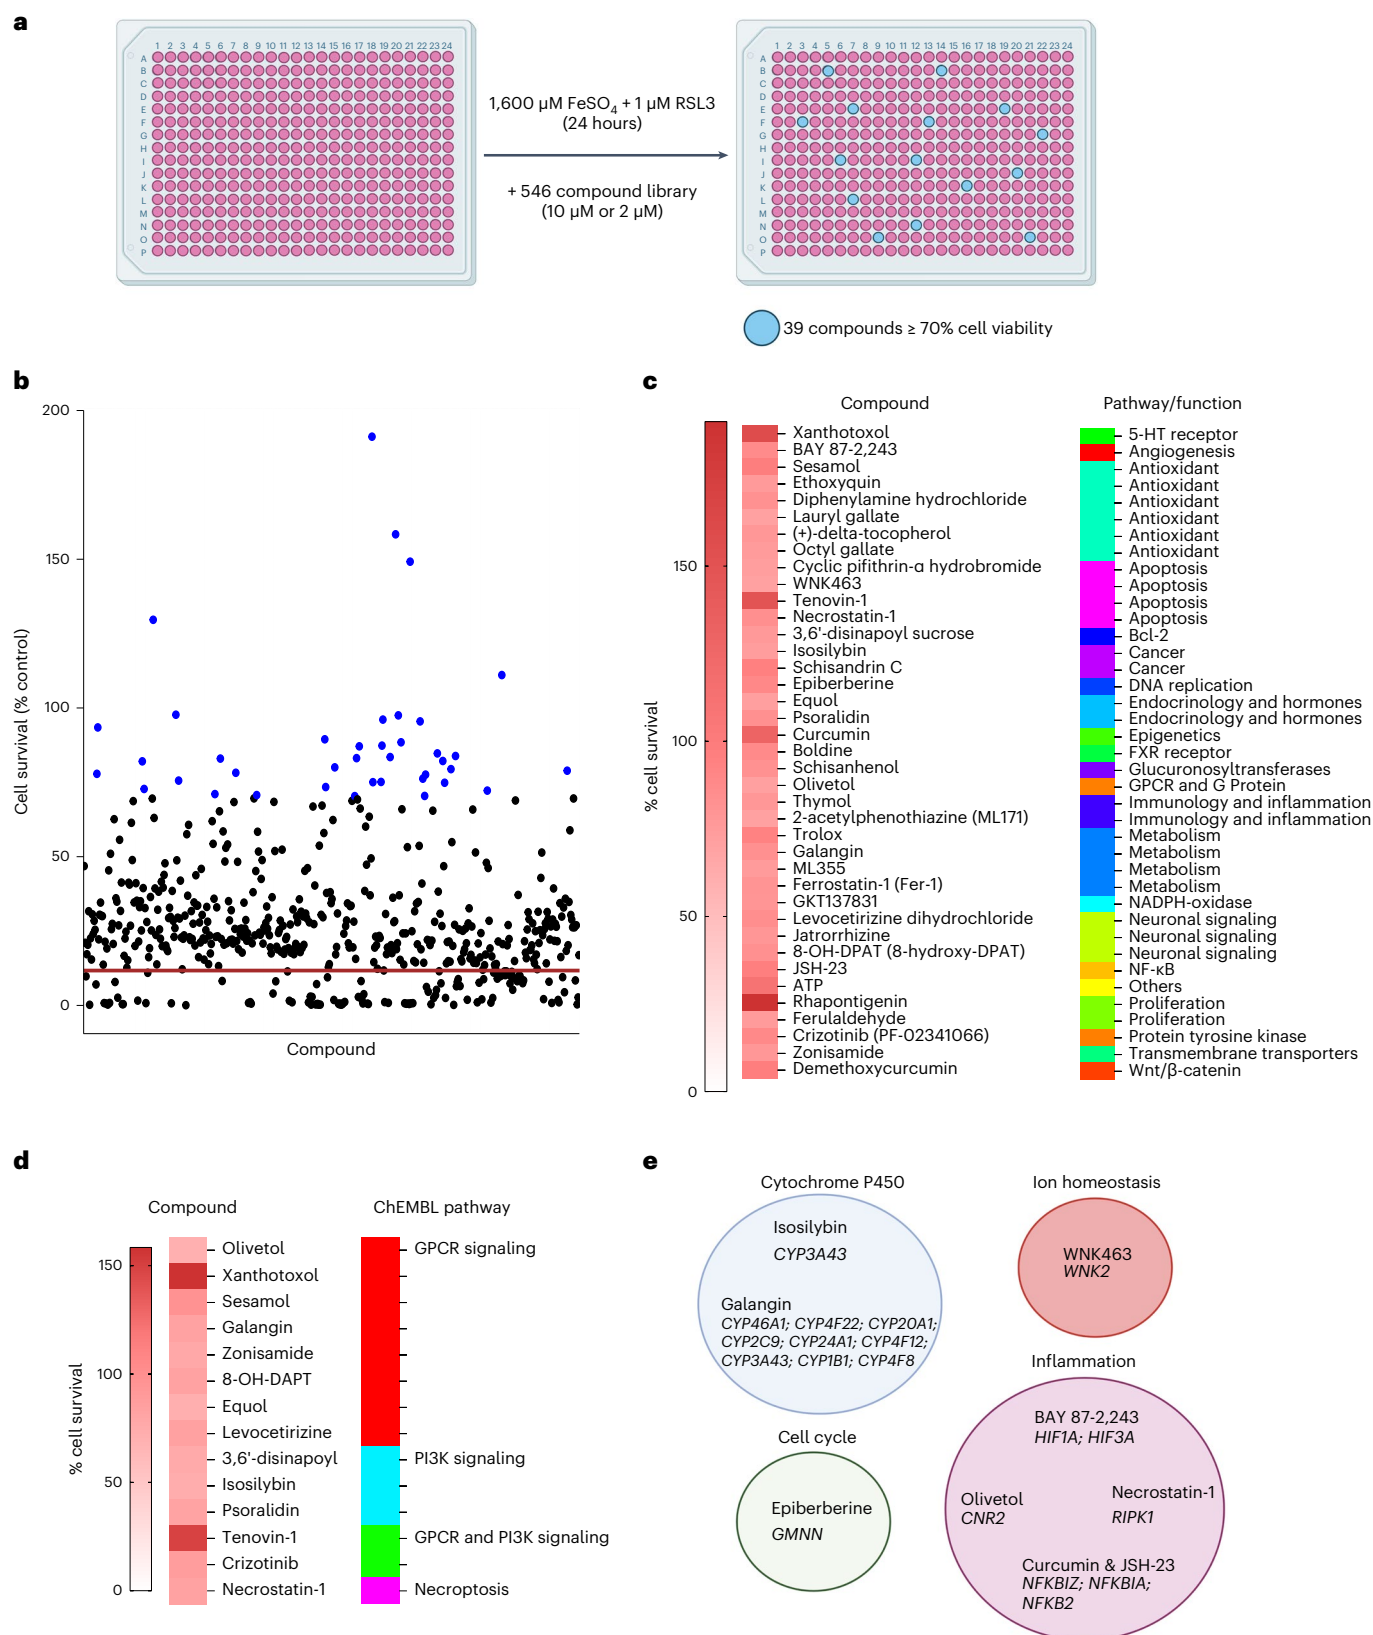 a
1 2 3 4 5 6 7 8 9 10 11 12 13 14 15 16 17 18 19 20 21 22 23 24
A
B
C
D
E
F
G
H
I
J
K
L
M
N
O
P
1,600 µM FeSO4 + 1 µM RSL3
(24 hours)
+ 546 compound library
(10 µM or 2 µM)
1 2 3 4 5 6 7 8 9 10 11 12 13 14 15 16 17 18 19 20 21 22 23 24
A
B
C
D
E
F
G
H
I
J
K
L
M
N
O
P
39 compounds ≥ 70% cell viability
b
Cell survival (% control)
200
150
100
50
0
Compound
c
% cell survival
150
100
50
0
Compound
Xanthotoxol
BAY 87-2,243
Sesamol
Ethoxyquin
Diphenylamine hydrochloride
Lauryl gallate
(+)-delta-tocopherol
Octyl gallate
Cyclic pifithrin-α hydrobromide
WNK463
Tenovin-1
Necrostatin-1
3,6'-disinapoyl sucrose
Isosilybin
Schisandrin C
Epiberberine
Equol
Psoralidin
Curcumin
Boldine
Schisanhenol
Olivetol
Thymol
2-acetylphenothiazine (ML171)
Trolox
Galangin
ML355
Ferrostatin-1 (Fer-1)
GKT137831
Levocetirizine dihydrochloride
Jatrorrhizine
8-OH-DPAT (8-hydroxy-DPAT)
JSH-23
ATP
Rhapontigenin
Ferulaldehyde
Crizotinib (PF-02341066)
Zonisamide
Demethoxycurcumin
Pathway/function
5-HT receptor
Angiogenesis
Antioxidant
Antioxidant
Antioxidant
Antioxidant
Antioxidant
Antioxidant
Apoptosis
Apoptosis
Apoptosis
Apoptosis
Bcl-2
Cancer
Cancer
DNA replication
Endocrinology and hormones
Endocrinology and hormones
Epigenetics
FXR receptor
Glucuronosyltransferases
GPCR and G Protein
Immunology and inflammation
Immunology and inflammation
Metabolism
Metabolism
Metabolism
Metabolism
NADPH-oxidase
Neuronal signaling
Neuronal signaling
Neuronal signaling
NF-κB
Others
Proliferation
Proliferation
Protein tyrosine kinase
Transmembrane transporters
Wnt/β-catenin
d
% cell survival
150
100
50
0
Compound
Olivetol
Xanthotoxol
Sesamol
Galangin
Zonisamide
8-OH-DAPT
Equol
Levocetirizine
3,6'-disinapoyl
Isosilybin
Psoralidin
Tenovin-1
Crizotinib
Necrostatin-1
ChEMBL pathway
GPCR signaling
PI3K signaling
GPCR and PI3K signaling
Necroptosis
e
Cytochrome P450
Isosilybin
CYP3A43
Galangin
CYP46A1; CYP4F22; CYP20A1;
CYP2C9; CYP24A1; CYP4F12;
CYP3A43; CYP1B1; CYP4F8
Ion homeostasis
WNK463
WNK2
Cell cycle
Epiberberine
GMNN
Inflammation
BAY 87-2,243
HIF1A; HIF3A
Olivetol
CNR2
Necrostatin-1
RIPK1
Curcumin & JSH-23
NFKBIZ; NFKBIA;
NFKB2